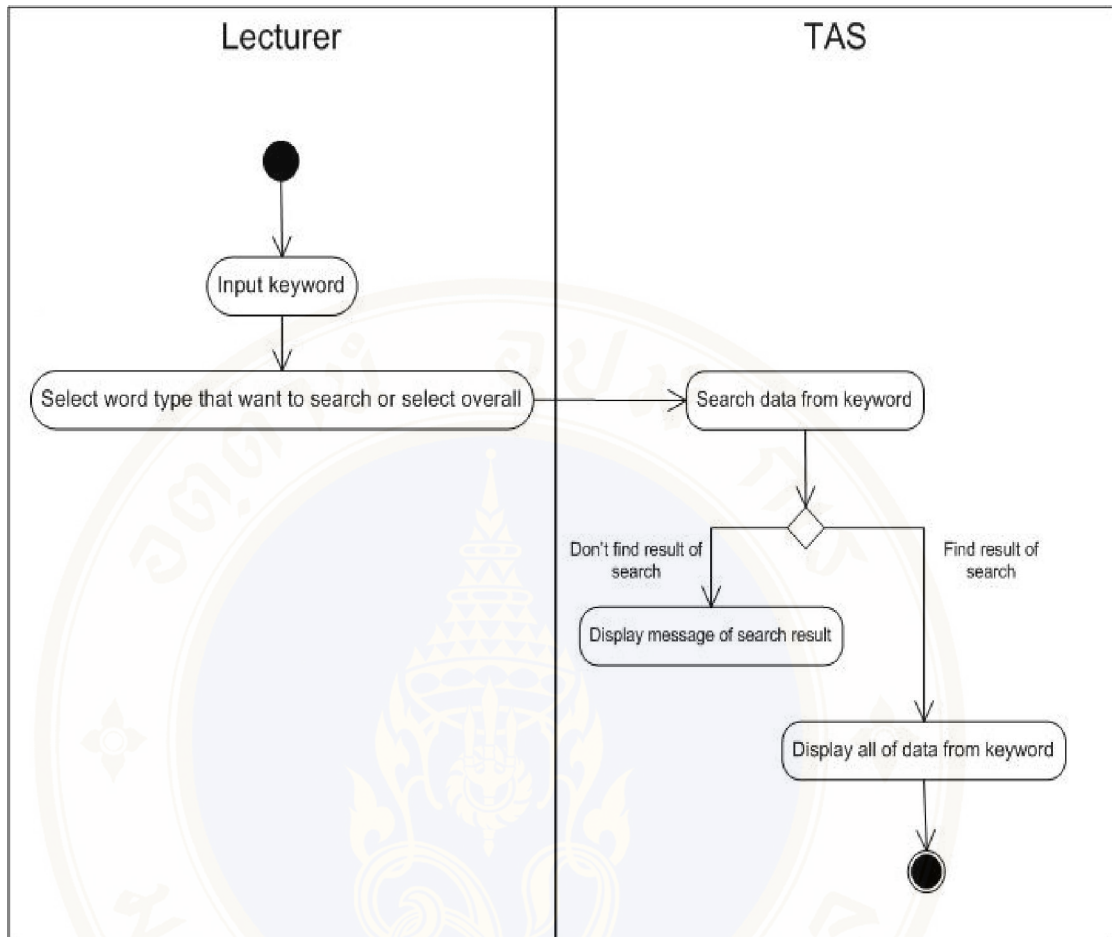 Lecturer
TAS
Input keyword
Select word type that want to search or select overall
Search data from keyword
Don't find result of
search
Find result of
search
Display message of search result
Display all of data from keyword